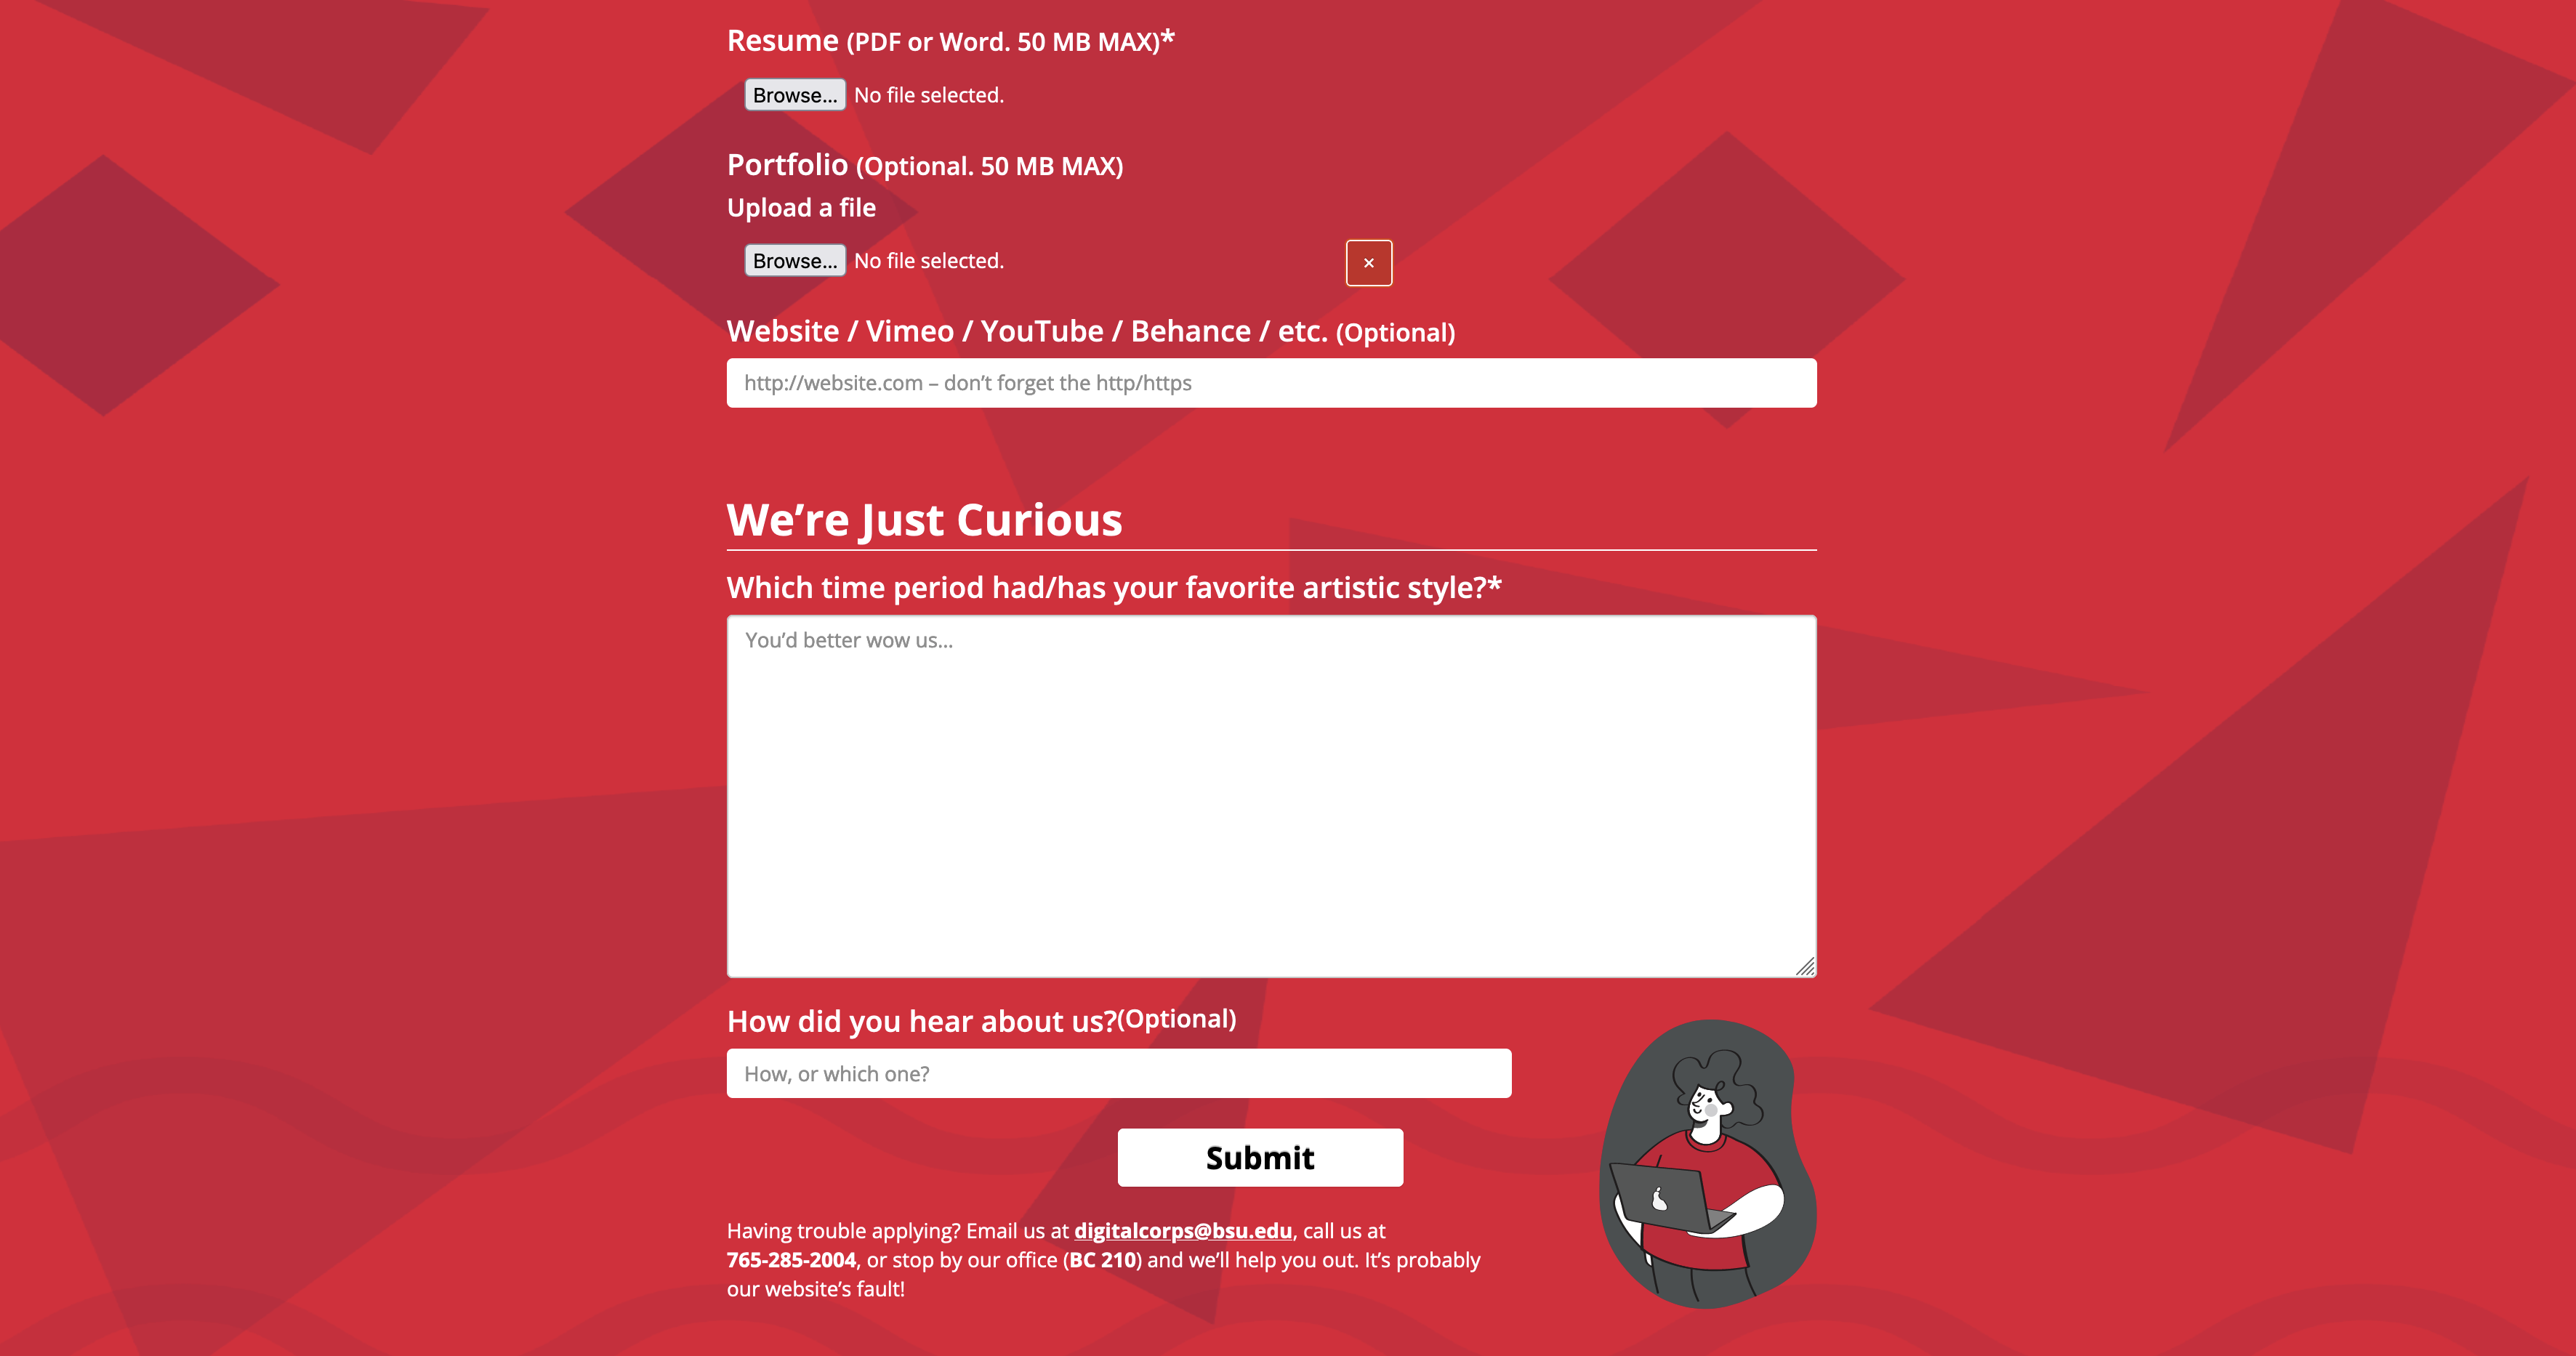 Resume (PDF or Word. 50 MB MAX)*
Browse... No file selected.
Portfolio (Optional. 50 MB MAX)
Upload a file
Browse... No file selected.
×
Website / Vimeo / YouTube / Behance / etc. (Optional)
http://website.com – don’t forget the http/https
We’re Just Curious
Which time period had/has your favorite artistic style?*
You’d better wow us...
How did you hear about us?(Optional)
How, or which one?
Submit
Having trouble applying? Email us at digitalcorps@bsu.edu, call us at
765-285-2004, or stop by our office (BC 210) and we’ll help you out. It’s probably
our website’s fault!